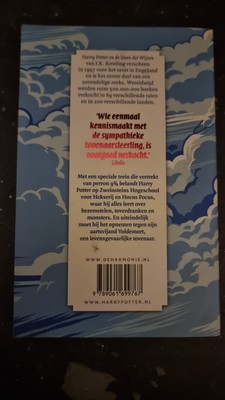 Harry Potter en de Steen der Wijzen
van J.K. Rowling verscheen
in 1997 voor het eerst in Engeland
en is het eerste deel van een
zevendelige reeks. Wereldwijd
werden ruim 500.000.000 boeken
verkocht in 69 verschillende talen
en in 200 verschillende landen.
'Wie eenmaal
kennismaakt met
de sympathieke
tovenaarsleerling, is
voorgoed verkocht.'
Libelle
Met een speciale trein die vertrekt
van perron 9¾ belandt Harry
Potter op Zweinsteins Hogeschool
voor Hekserij en Hocus Pocus,
waar hij alles leert over
bezemstelen, toverdranken en
monsters. En uiteindelijk
moet hij het opnemen tegen zijn
aartsvijand Voldemort,
een levensgevaarlijke tovenaar.
WWW.DEHARMONIE.NL
9 789061 699767
WWW.HARRYPOTTER.NL